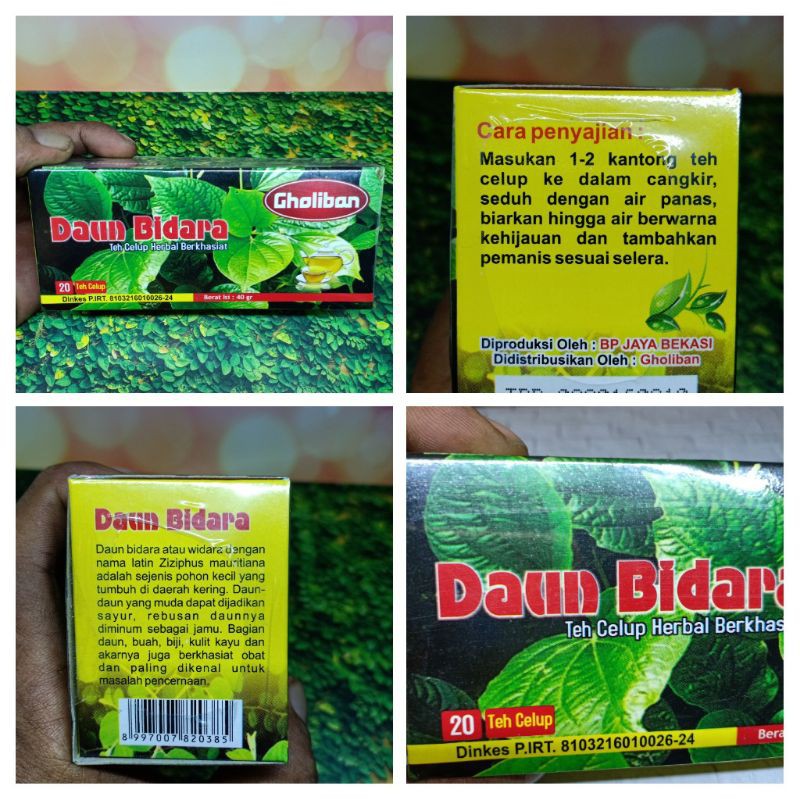 Gholiban
Daun Bidara
Teh Celup Herbal Berkhasiat
20 Teh Celup
Dinkes P.IRT. 8103216010026-24
Berat Isi : 40 gr
Cara penyajian :
Masukan 1-2 kantong teh
celup ke dalam cangkir,
seduh dengan air panas,
biarkan hingga air berwarna
kehijauan dan tambahkan
pemanis sesuai selera.
Diproduksi Oleh : BP JAYA BEKASI
Didistribusikan Oleh : Gholiban
Daun Bidara
Daun bidara atau widara dengan
nama latin Ziziphus mauritiana
adalah sejenis pohon kecil yang
tumbuh di daerah kering. Daun-
daun yang muda dapat dijadikan
sayur, rebusan daunnya
diminum sebagai jamu. Bagian
daun, buah, biji, kulit kayu dan
akarnya juga berkhasiat obat
dan paling dikenal untuk
masalah pencernaan.
8997007820385
Daun Bidara
Teh Celup Herbal Berkhas
20 Teh Celup
Dinkes P.IRT. 8103216010026-24
Bera